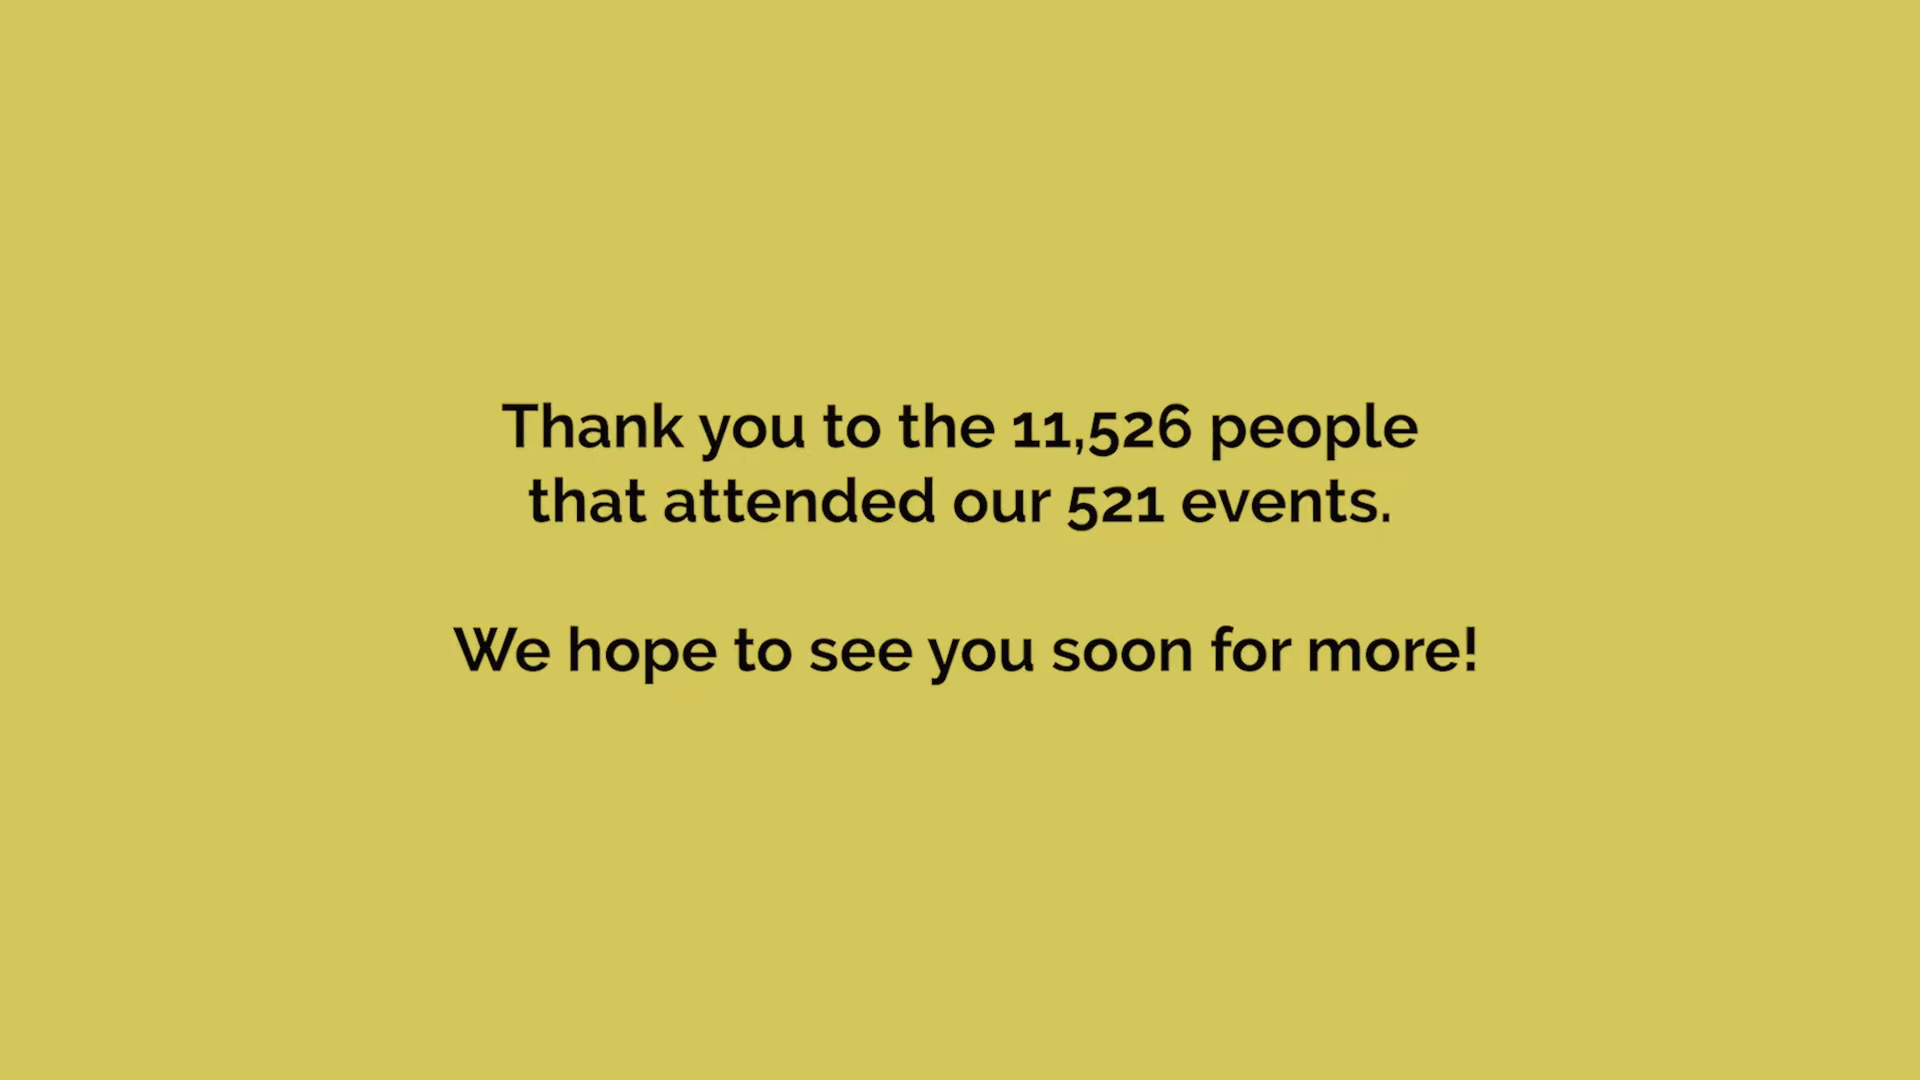 Thank you to the 11,526 people
that attended our 521 events.
We hope to see you soon for more!